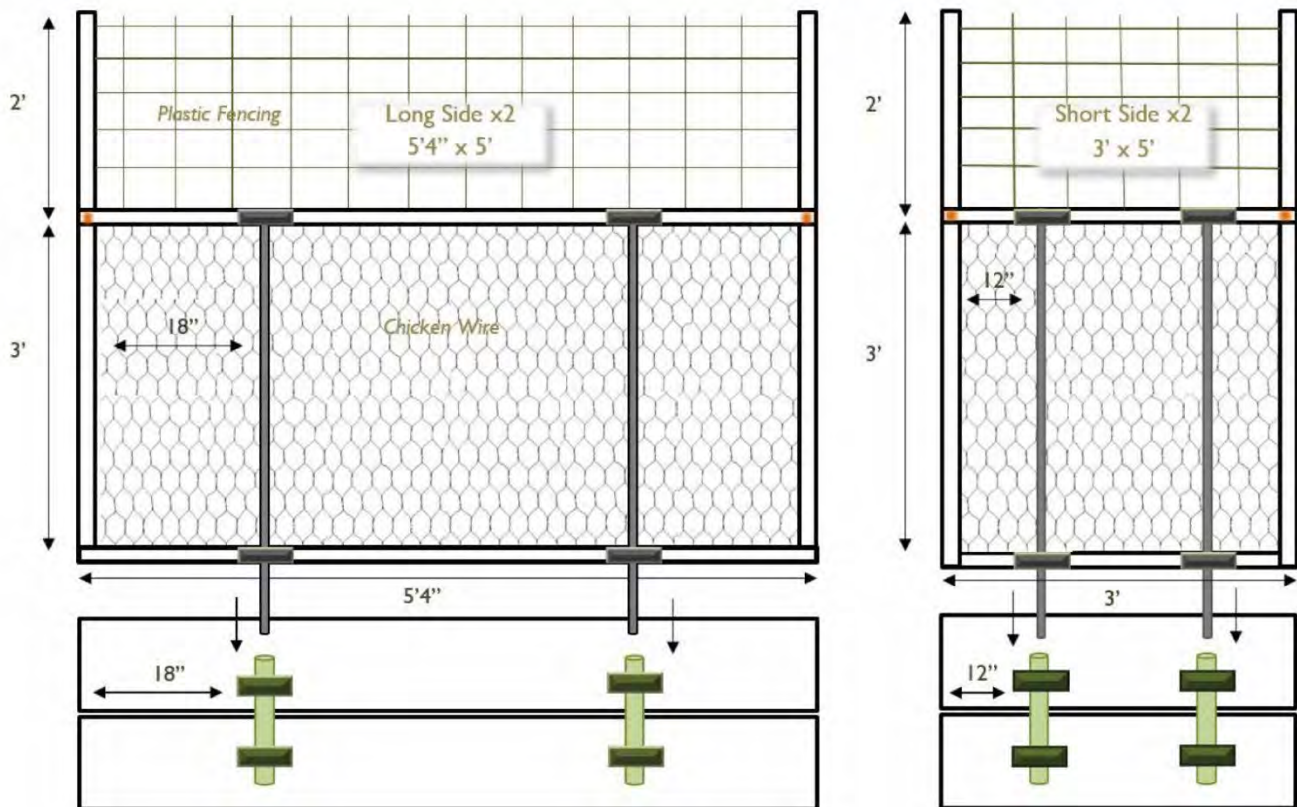 2'
Plastic Fencing
Long Side x2
5'4" x 5'
3'
18"
Chicken Wire
5'4"
18"
2'
Short Side x2
3' x 5'
12"
3'
3'
12"